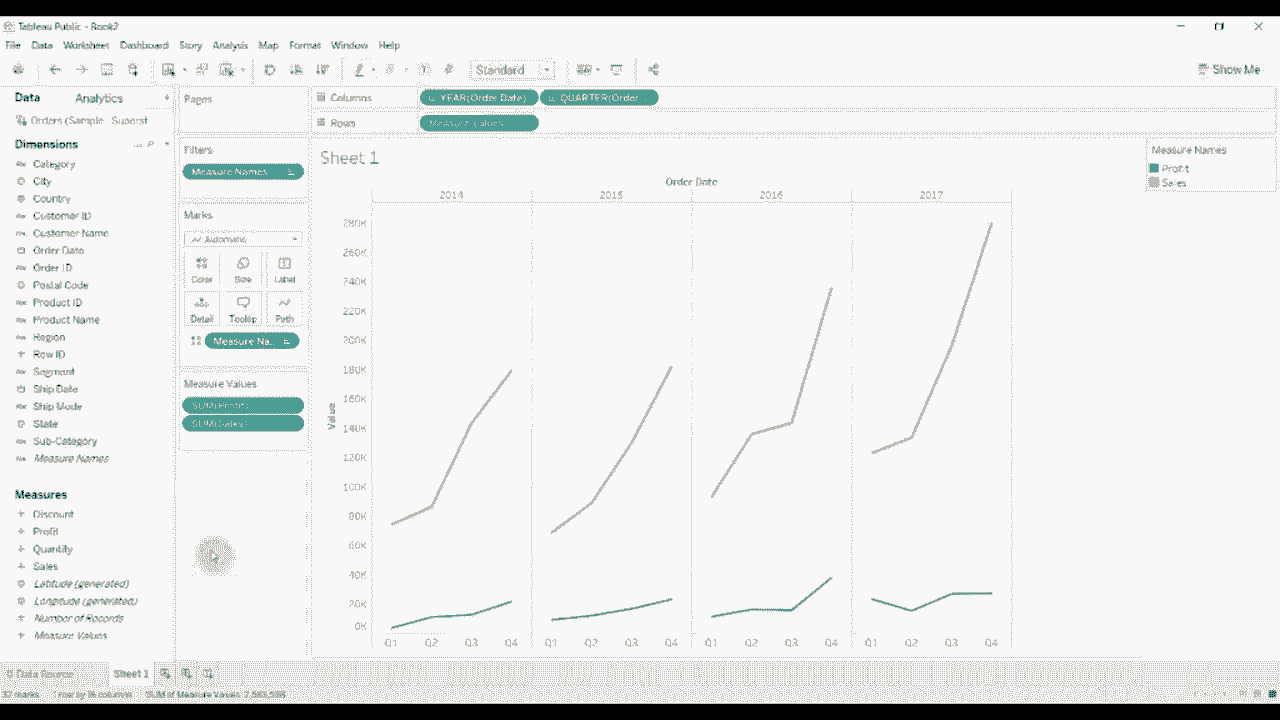 Tableau Public - Book2
File Data Worksheet Dashboard Story Analysis Map Format Window Help
Standard
Show Me
Data Analytics
Orders (Sample - Superst
Pages
Columns YEAR(Order Date) QUARTER(Order
Rows Measure Values
Dimensions
Category
City
Country
Customer ID
Customer Name
Order Date
Order ID
Postal Code
Product ID
Product Name
Region
Row ID
Segment
Ship Date
Ship Mode
State
Sub-Category
Measure Names
Measures
Discount
Profit
Quantity
Sales
Latitude (generated)
Longitude (generated)
Number of Records
Measure Values
Filters
Measure Names
Marks
Automatic
Color Size Label
Detail Tooltip Path
Measure Na..
Measure Values
SUM(Profit)
SUM(Sales)
Sheet 1
Order Date
2014 2015 2016 2017
280K
260K
240K
220K
200K
180K
160K
140K
120K
100K
80K
60K
40K
20K
0K
Value
Q1 Q2 Q3 Q4 Q1 Q2 Q3 Q4 Q1 Q2 Q3 Q4 Q1 Q2 Q3 Q4
Measure Names
Profit
Sales
Data Source Sheet 1
32 marks 1 row by 16 columns SUM of Measure Values: